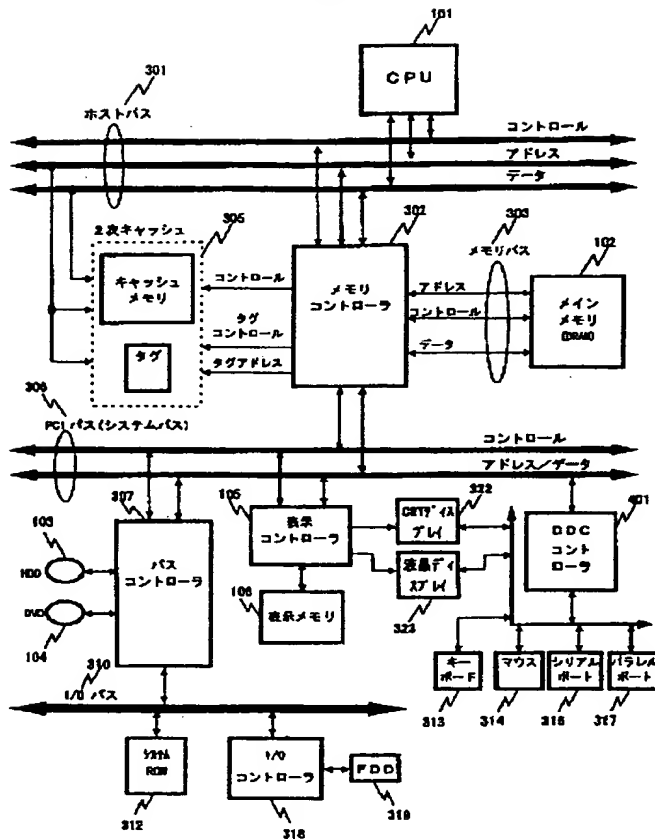 101
CPU
301
ホストバス
コントロール
アドレス
データ
2次キャッシュ
305
302
303
102
キャッシュ
メモリ
コントロール
メモリ
コントローラ
メモリバス
アドレス
コントロール
データ
メイン
メモリ
(DRAM)
タグ
コントロール
タグ
タグアドレス
306
PCIバス(システムバス)
コントロール
アドレス/データ
307
105
322
401
バス
コントローラ
表示
コントローラ
CRTディス
プレイ
DDC
コント
ローラ
103
HDD
DVD
104
106
表示メモリ
液晶ディ
スプレイ
323
310
I/Oバス
キー
ボード
マウス
シリアル
ポート
パラレル
ポート
313
314
316
317
システム
ROM
I/O
コントローラ
FDD
319
312
318